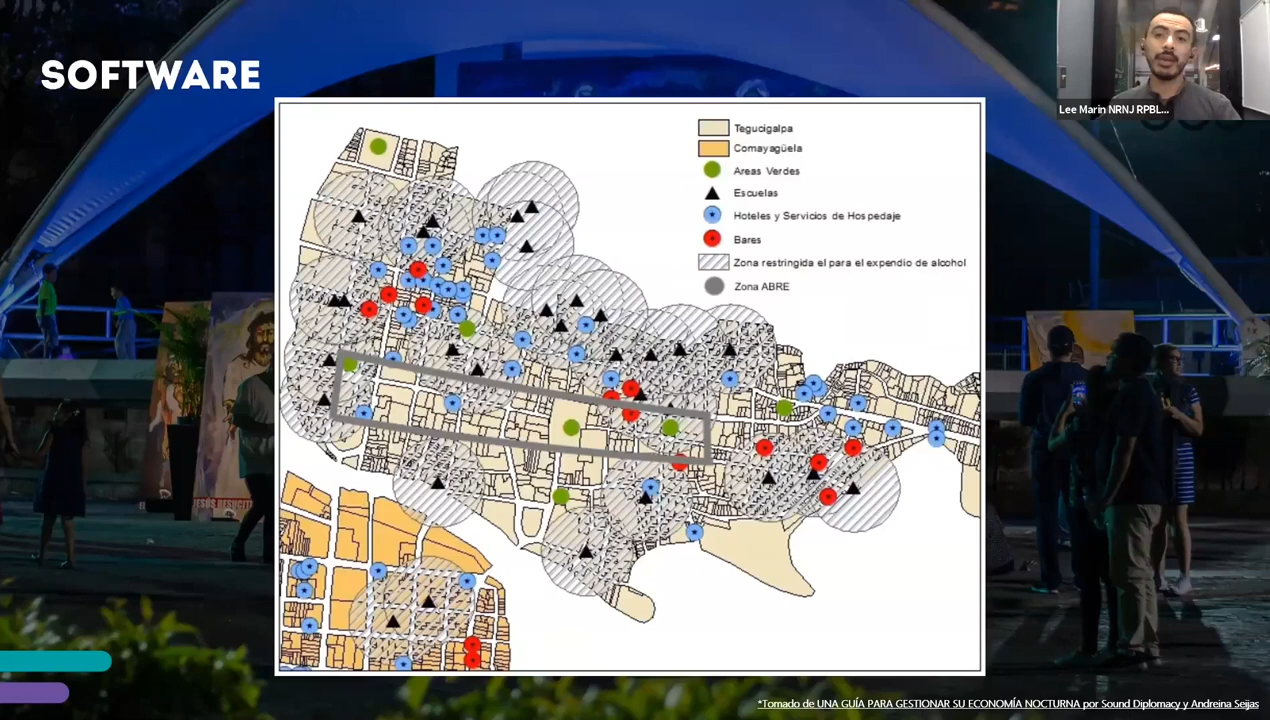 SOFTWARE
Lee Marin NRNJ RPBL...
Tegucigalpa
Comayagüela
Areas Verdes
Escuelas
Hoteles y Servicios de Hospedaje
Bares
Zona restringida el para el expendio de alcohol
Zona ABRE
*Tomado de UNA GUÍA PARA GESTIONAR SU ECONOMÍA NOCTURNA por Sound Diplomacy y Andreina Seijas